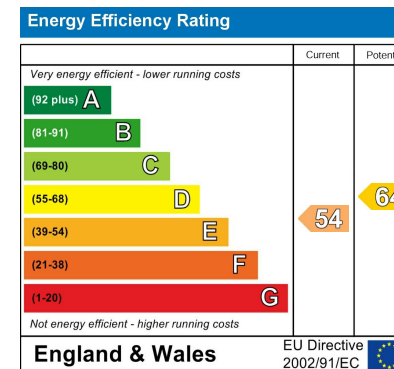 Energy Efficiency Rating
Current Potent
Very energy efficient - lower running costs
(92 plus) A
(81-91) B
(69-80) C
(55-68) D
(39-54) E
(21-38) F
(1-20) G
54
64
Not energy efficient - higher running costs
England & Wales
EU Directive
2002/91/EC